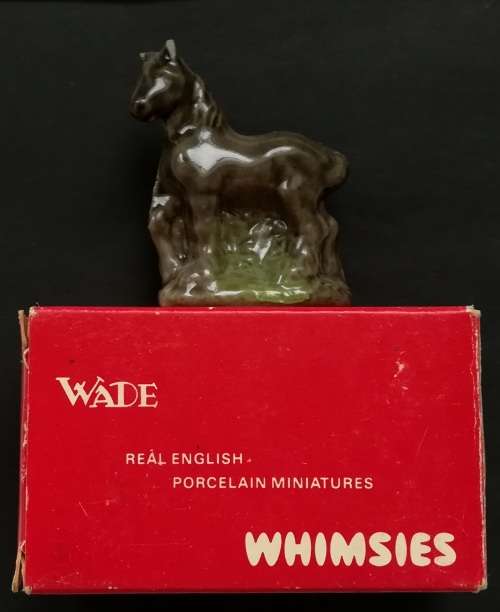 WADE
REAL ENGLISH
PORCELAIN MINIATURES
WHIMSIES